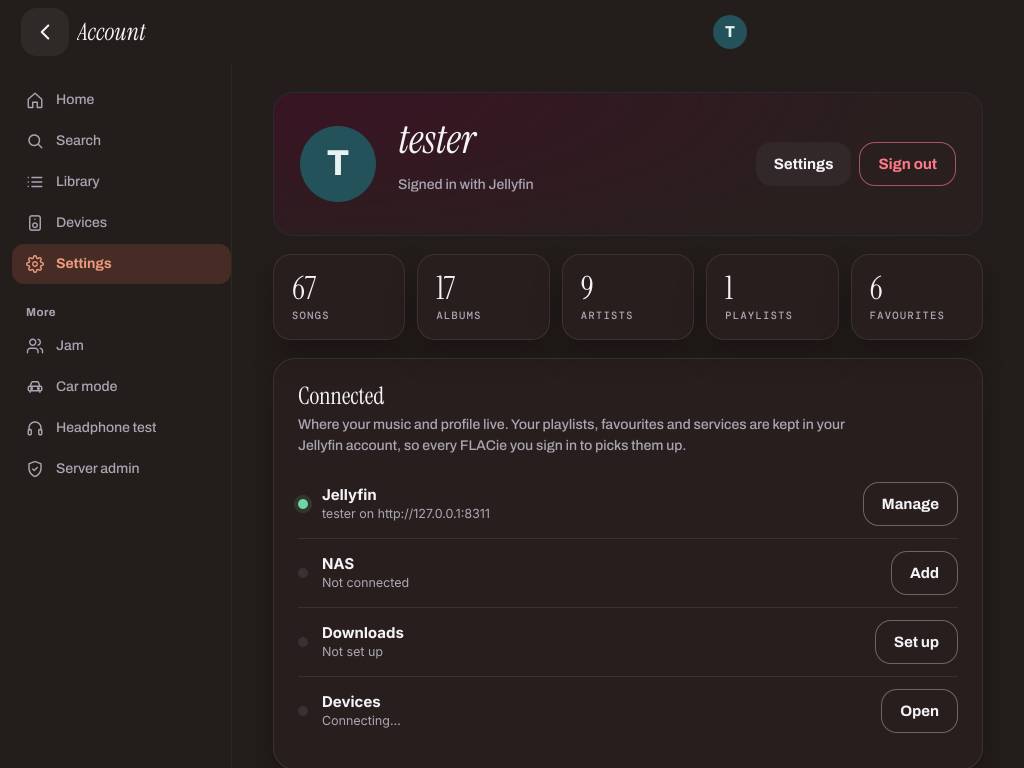 Account
T
Home
Search
Library
Devices
Settings
More
Jam
Car mode
Headphone test
Server admin
T
tester
Signed in with Jellyfin
Settings
Sign out
67
SONGS
17
ALBUMS
9
ARTISTS
1
PLAYLISTS
6
FAVOURITES
Connected
Where your music and profile live. Your playlists, favourites and services are kept in your
Jellyfin account, so every FLACie you sign in to picks them up.
Jellyfin
tester on http://127.0.0.1:8311
Manage
NAS
Not connected
Add
Downloads
Not set up
Set up
Devices
Connecting...
Open